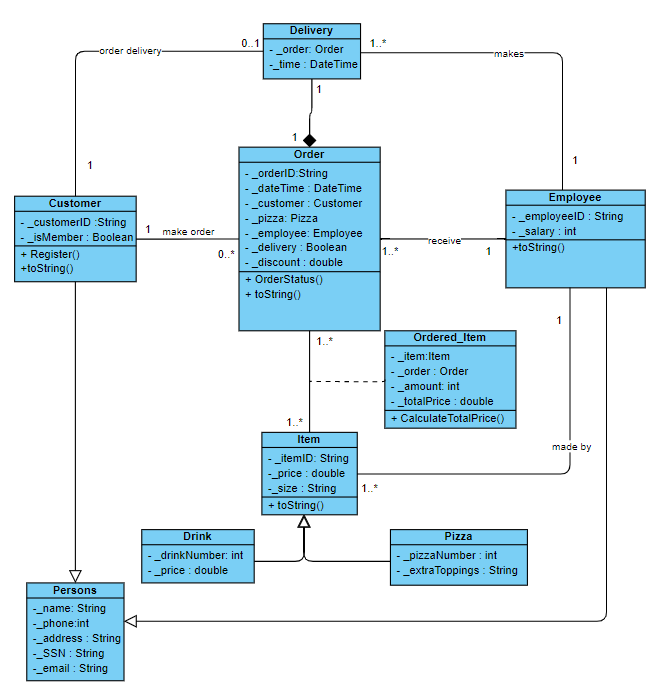 Delivery
- _order: Order
-_time : DateTime
order delivery
0..1
1..*
makes
1
1
1
1
Order
- _orderID:String
- _dateTime : DateTime
- _customer : Customer
- _pizza: Pizza
- _employee: Employee
- _delivery : Boolean
- _discount : double
+ OrderStatus()
+ toString()
Customer
- _customerID :String
- _isMember : Boolean
+ Register()
+toString()
1
make order
0..*
1..*
receive
1
Employee
- _employeeID : String
- _salary : int
+toString()
1
1..*
Ordered_Item
- _item:Item
- _order : Order
- _amount: int
- _totalPrice : double
+ CalculateTotalPrice()
1..*
Item
- _itemID: String
-_price : double
-_size : String
+ toString()
made by
1..*
Drink
- _drinkNumber: int
- _price : double
Pizza
- _pizzaNumber : int
- _extraToppings : String
Persons
-_name: String
-_phone:int
-_address : String
-_SSN : String
-_email : String